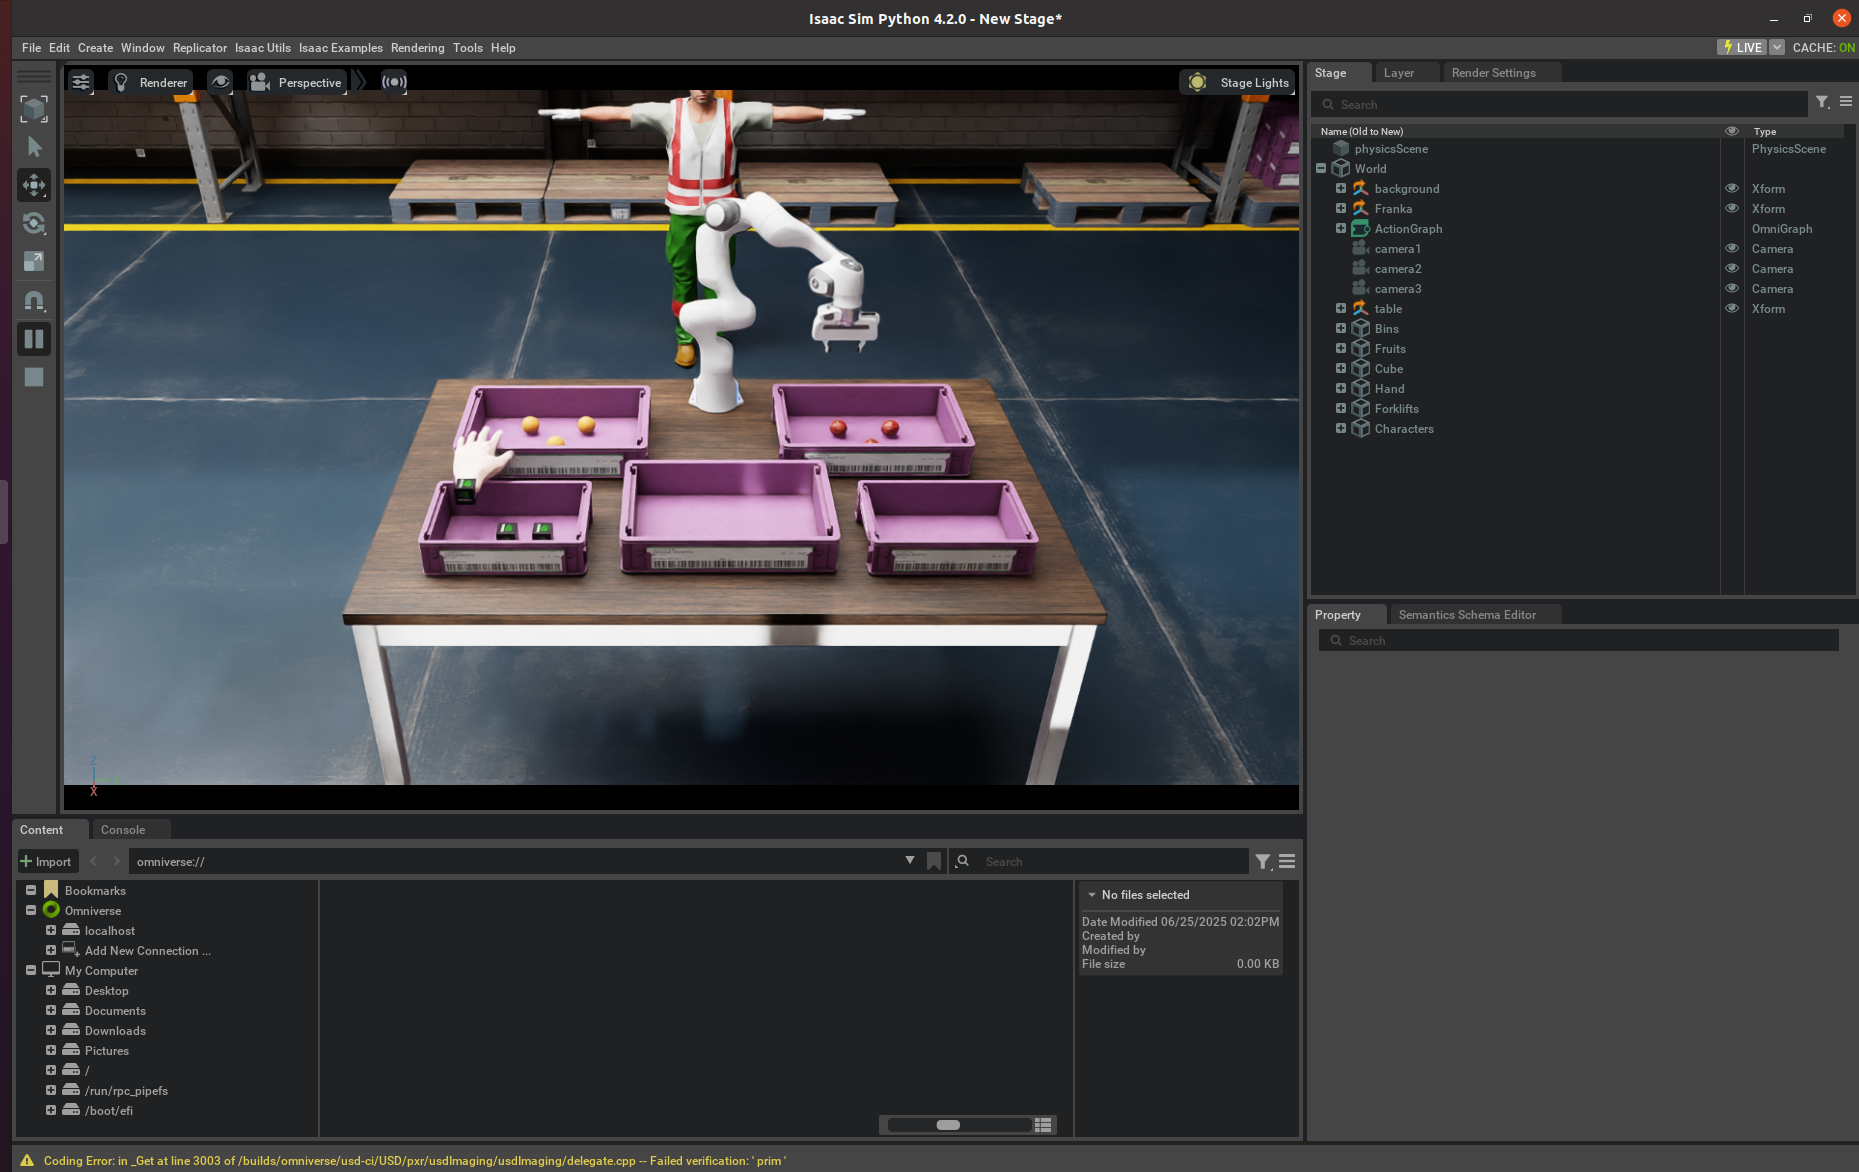 Isaac Sim Python 4.2.0 - New Stage*
File Edit Create Window Replicator Isaac Utils Isaac Examples Rendering Tools Help
LIVE CACHE: ON
Renderer Perspective Stage Lights
Z
X
Stage Layer Render Settings
Search
Name (Old to New) Type
physicsScene PhysicsScene
World
background Xform
Franka Xform
ActionGraph OmniGraph
camera1 Camera
camera2 Camera
camera3 Camera
table Xform
Bins
Fruits
Cube
Hand
Forklifts
Characters
Property Semantics Schema Editor
Search
Content Console
Import omniverse:// Search
Bookmarks
Omniverse
localhost
Add New Connection ...
My Computer
Desktop
Documents
Downloads
Pictures
/
/run/rpc_pipefs
/boot/efi
No files selected
Date Modified 06/25/2025 02:02PM
Created by
Modified by
File size 0.00 KB
Coding Error: in _Get at line 3003 of /builds/omniverse/usd-ci/USD/pxr/usdImaging/usdImaging/delegate.cpp -- Failed verification: ' prim '